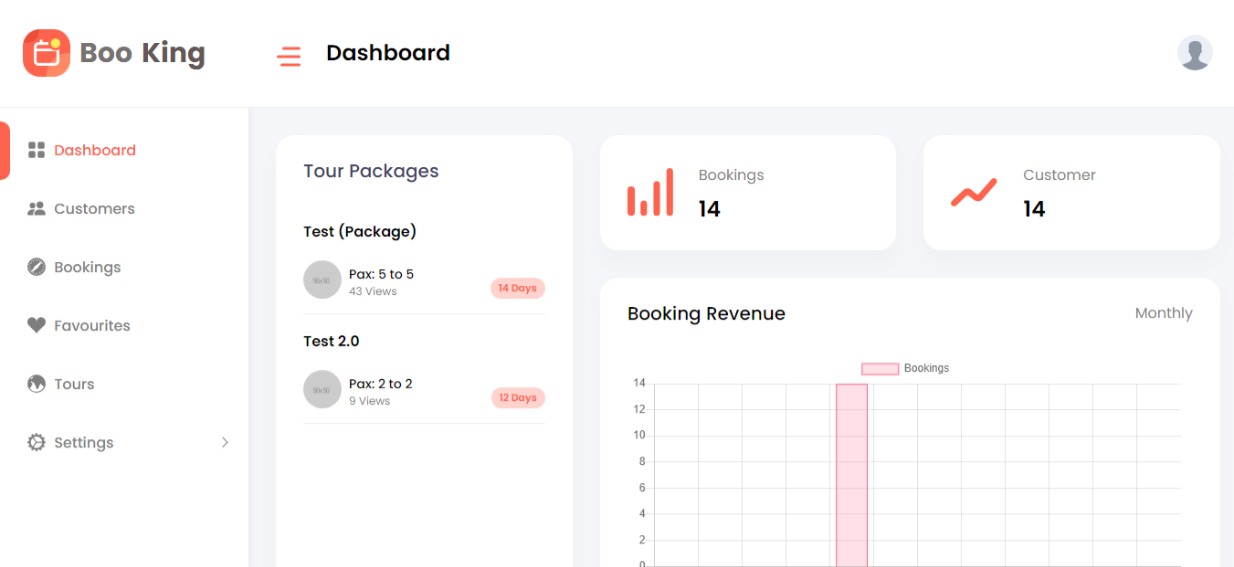 Boo King
Dashboard
Dashboard
Customers
Bookings
Favourites
Tours
Settings
Tour Packages
Test (Package)
Pax: 5 to 5
43 Views
14 Days
Test 2.0
Pax: 2 to 2
9 Views
12 Days
Bookings
14
Customer
14
Booking Revenue
Monthly
Bookings
14
12
10
8
6
4
2
0